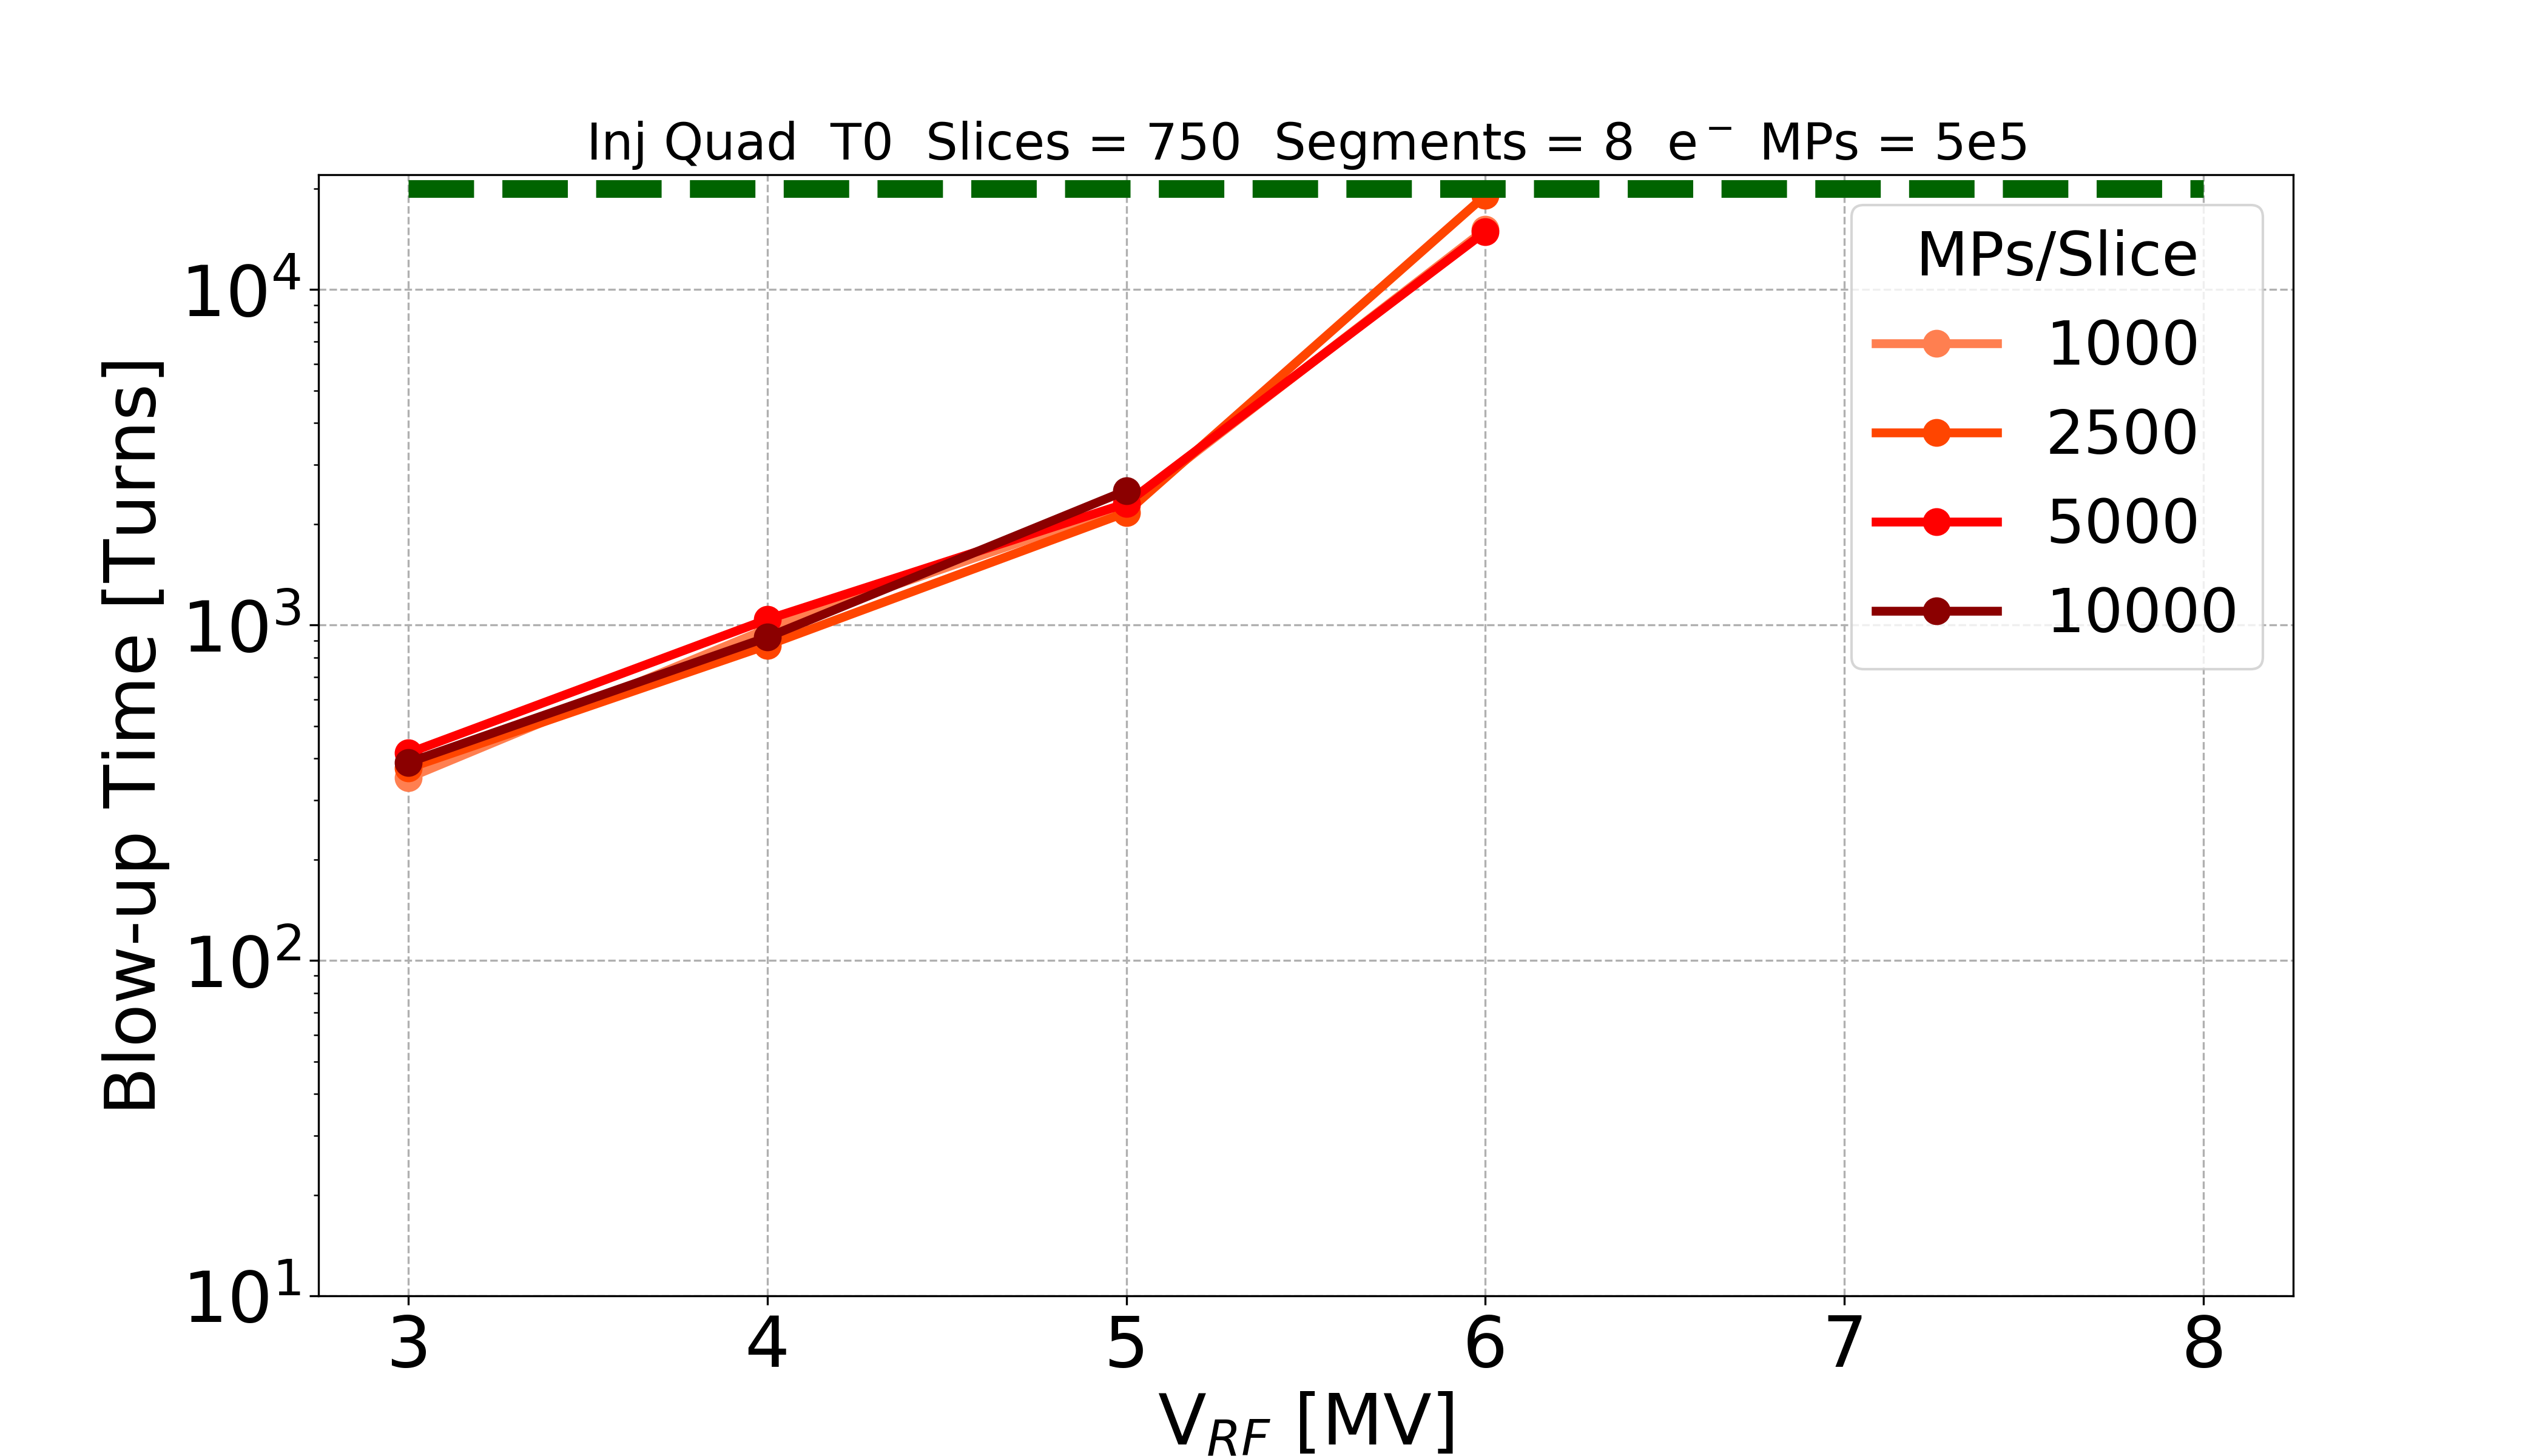 Inj Quad T0 Slices = 750 Segments = 8 e⁻ MPs = 5e5
Blow-up Time [Turns]
10⁴
10³
10²
10¹
MPs/Slice
1000
2500
5000
10000
3 4 5 6 7 8
V_RF [MV]